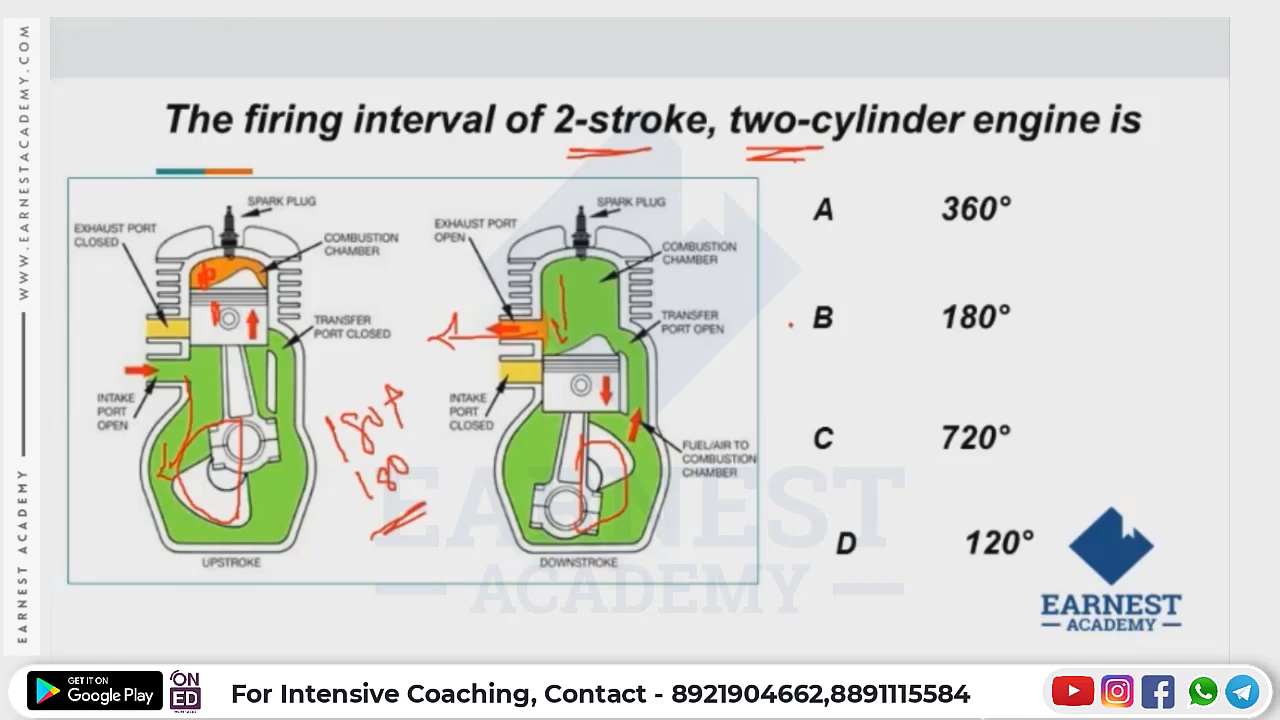 WWW.EARNESTACADEMY.COM
EARNEST ACADEMY
The firing interval of 2-stroke, two-cylinder engine is
SPARK PLUG
EXHAUST PORT
CLOSED
COMBUSTION
CHAMBER
TRANSFER
PORT CLOSED
INTAKE
PORT
OPEN
UPSTROKE
180+
180
SPARK PLUG
EXHAUST PORT
OPEN
COMBUSTION
CHAMBER
TRANSFER
PORT OPEN
INTAKE
PORT
CLOSED
FUEL/AIR TO
COMBUSTION
CHAMBER
DOWNSTROKE
A 360°
B 180°
C 720°
D 120°
EARNEST
ACADEMY
EARNEST
ACADEMY
GET IT ON
Google Play
ON
ED
For Intensive Coaching, Contact - 8921904662,8891115584